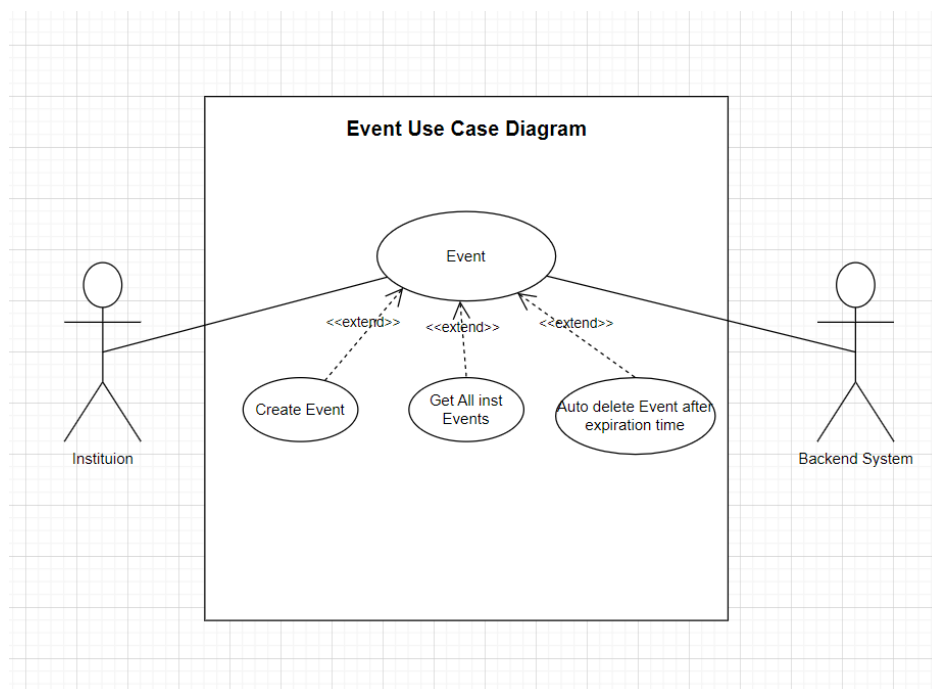 Event Use Case Diagram
Event
<<extend>>
<<extend>>
<<extend>>
Create Event
Get All inst
Events
Auto delete Event after
expiration time
Instituion
Backend System